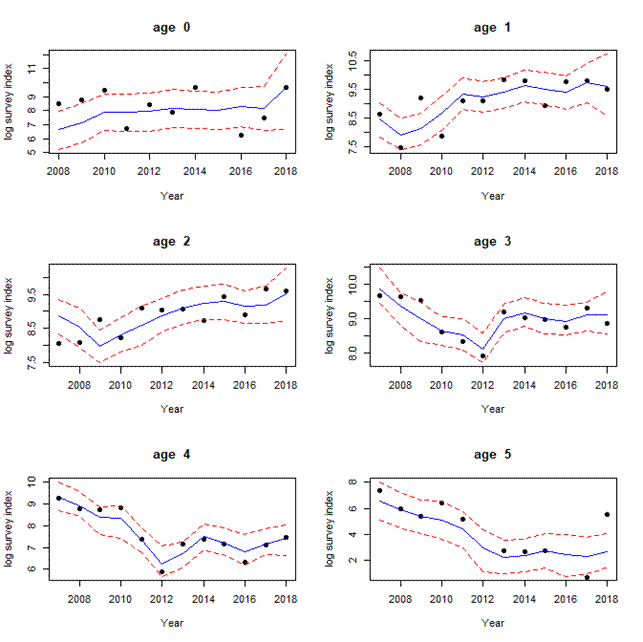 age 0
log survey index
11
9
8
7
6
5
2008 2010 2012 2014 2016 2018
Year
age 1
log survey index
10.5
9.5
8.5
7.5
2008 2010 2012 2014 2016 2018
Year
age 2
log survey index
9.5
8.5
7.5
2008 2010 2012 2014 2016 2018
Year
age 3
log survey index
10.0
9.0
8.0
2008 2010 2012 2014 2016 2018
Year
age 4
log survey index
10
9
8
7
6
2008 2010 2012 2014 2016 2018
Year
age 5
log survey index
8
6
4
2
2008 2010 2012 2014 2016 2018
Year